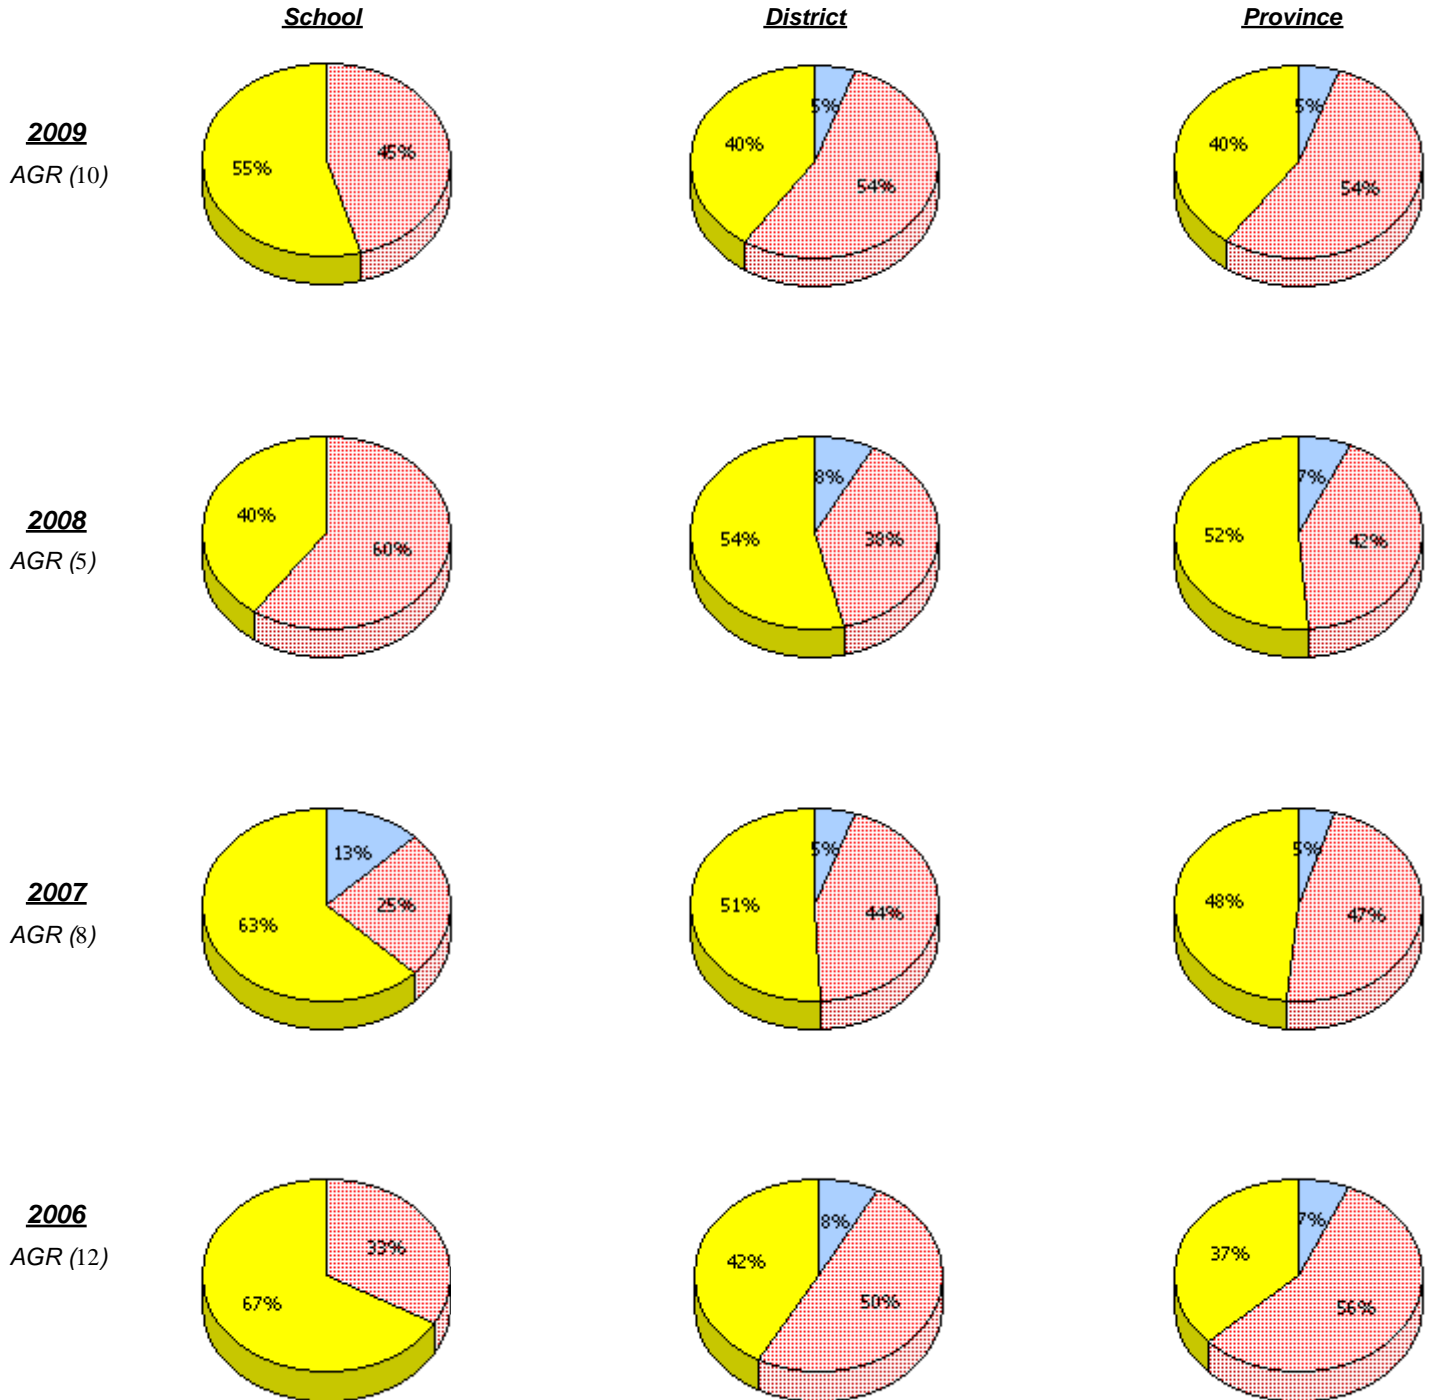 School District Province
2009
AGR (10)
55% 45%
40% 5% 54%
40% 5% 54%
2008
AGR (5)
40% 60%
54% 8% 38%
52% 7% 42%
2007
AGR (8)
63% 13% 25%
51% 5% 44%
48% 5% 47%
2006
AGR (12)
67% 33%
42% 8% 50%
37% 7% 56%